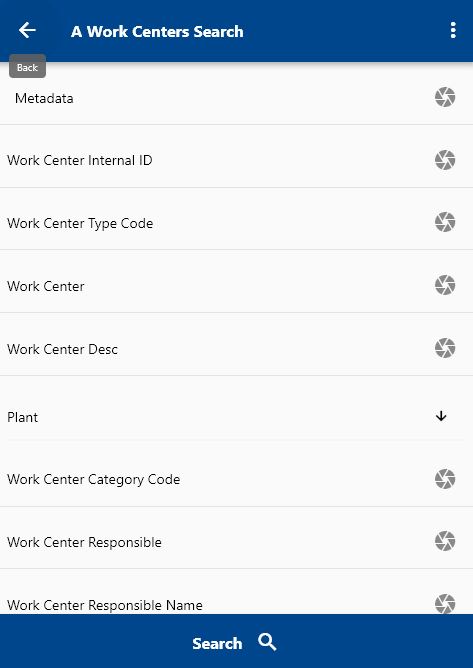 A Work Centers Search
Back
Metadata
Work Center Internal ID
Work Center Type Code
Work Center
Work Center Desc
Plant
Work Center Category Code
Work Center Responsible
Work Center Responsible Name
Search